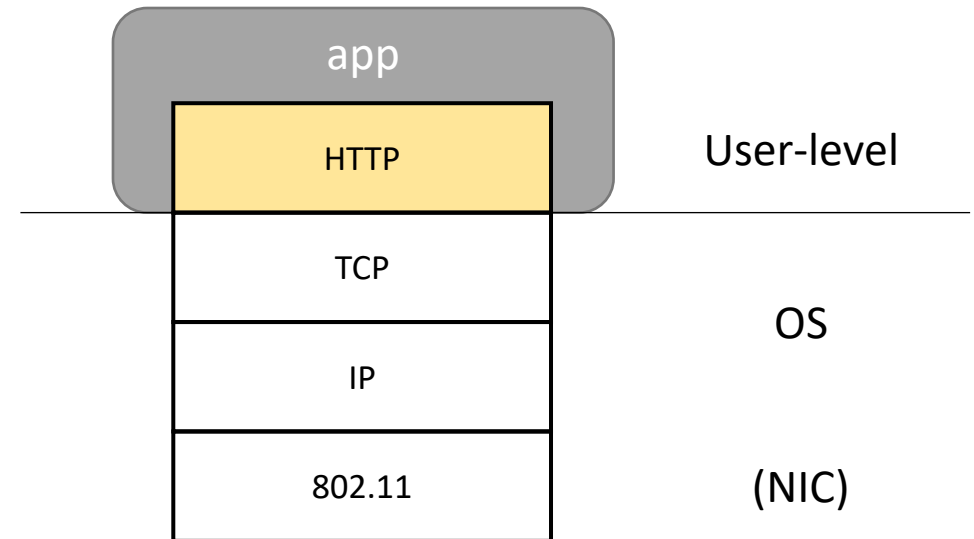 app
HTTP
User-level
TCP
OS
IP
802.11
(NIC)